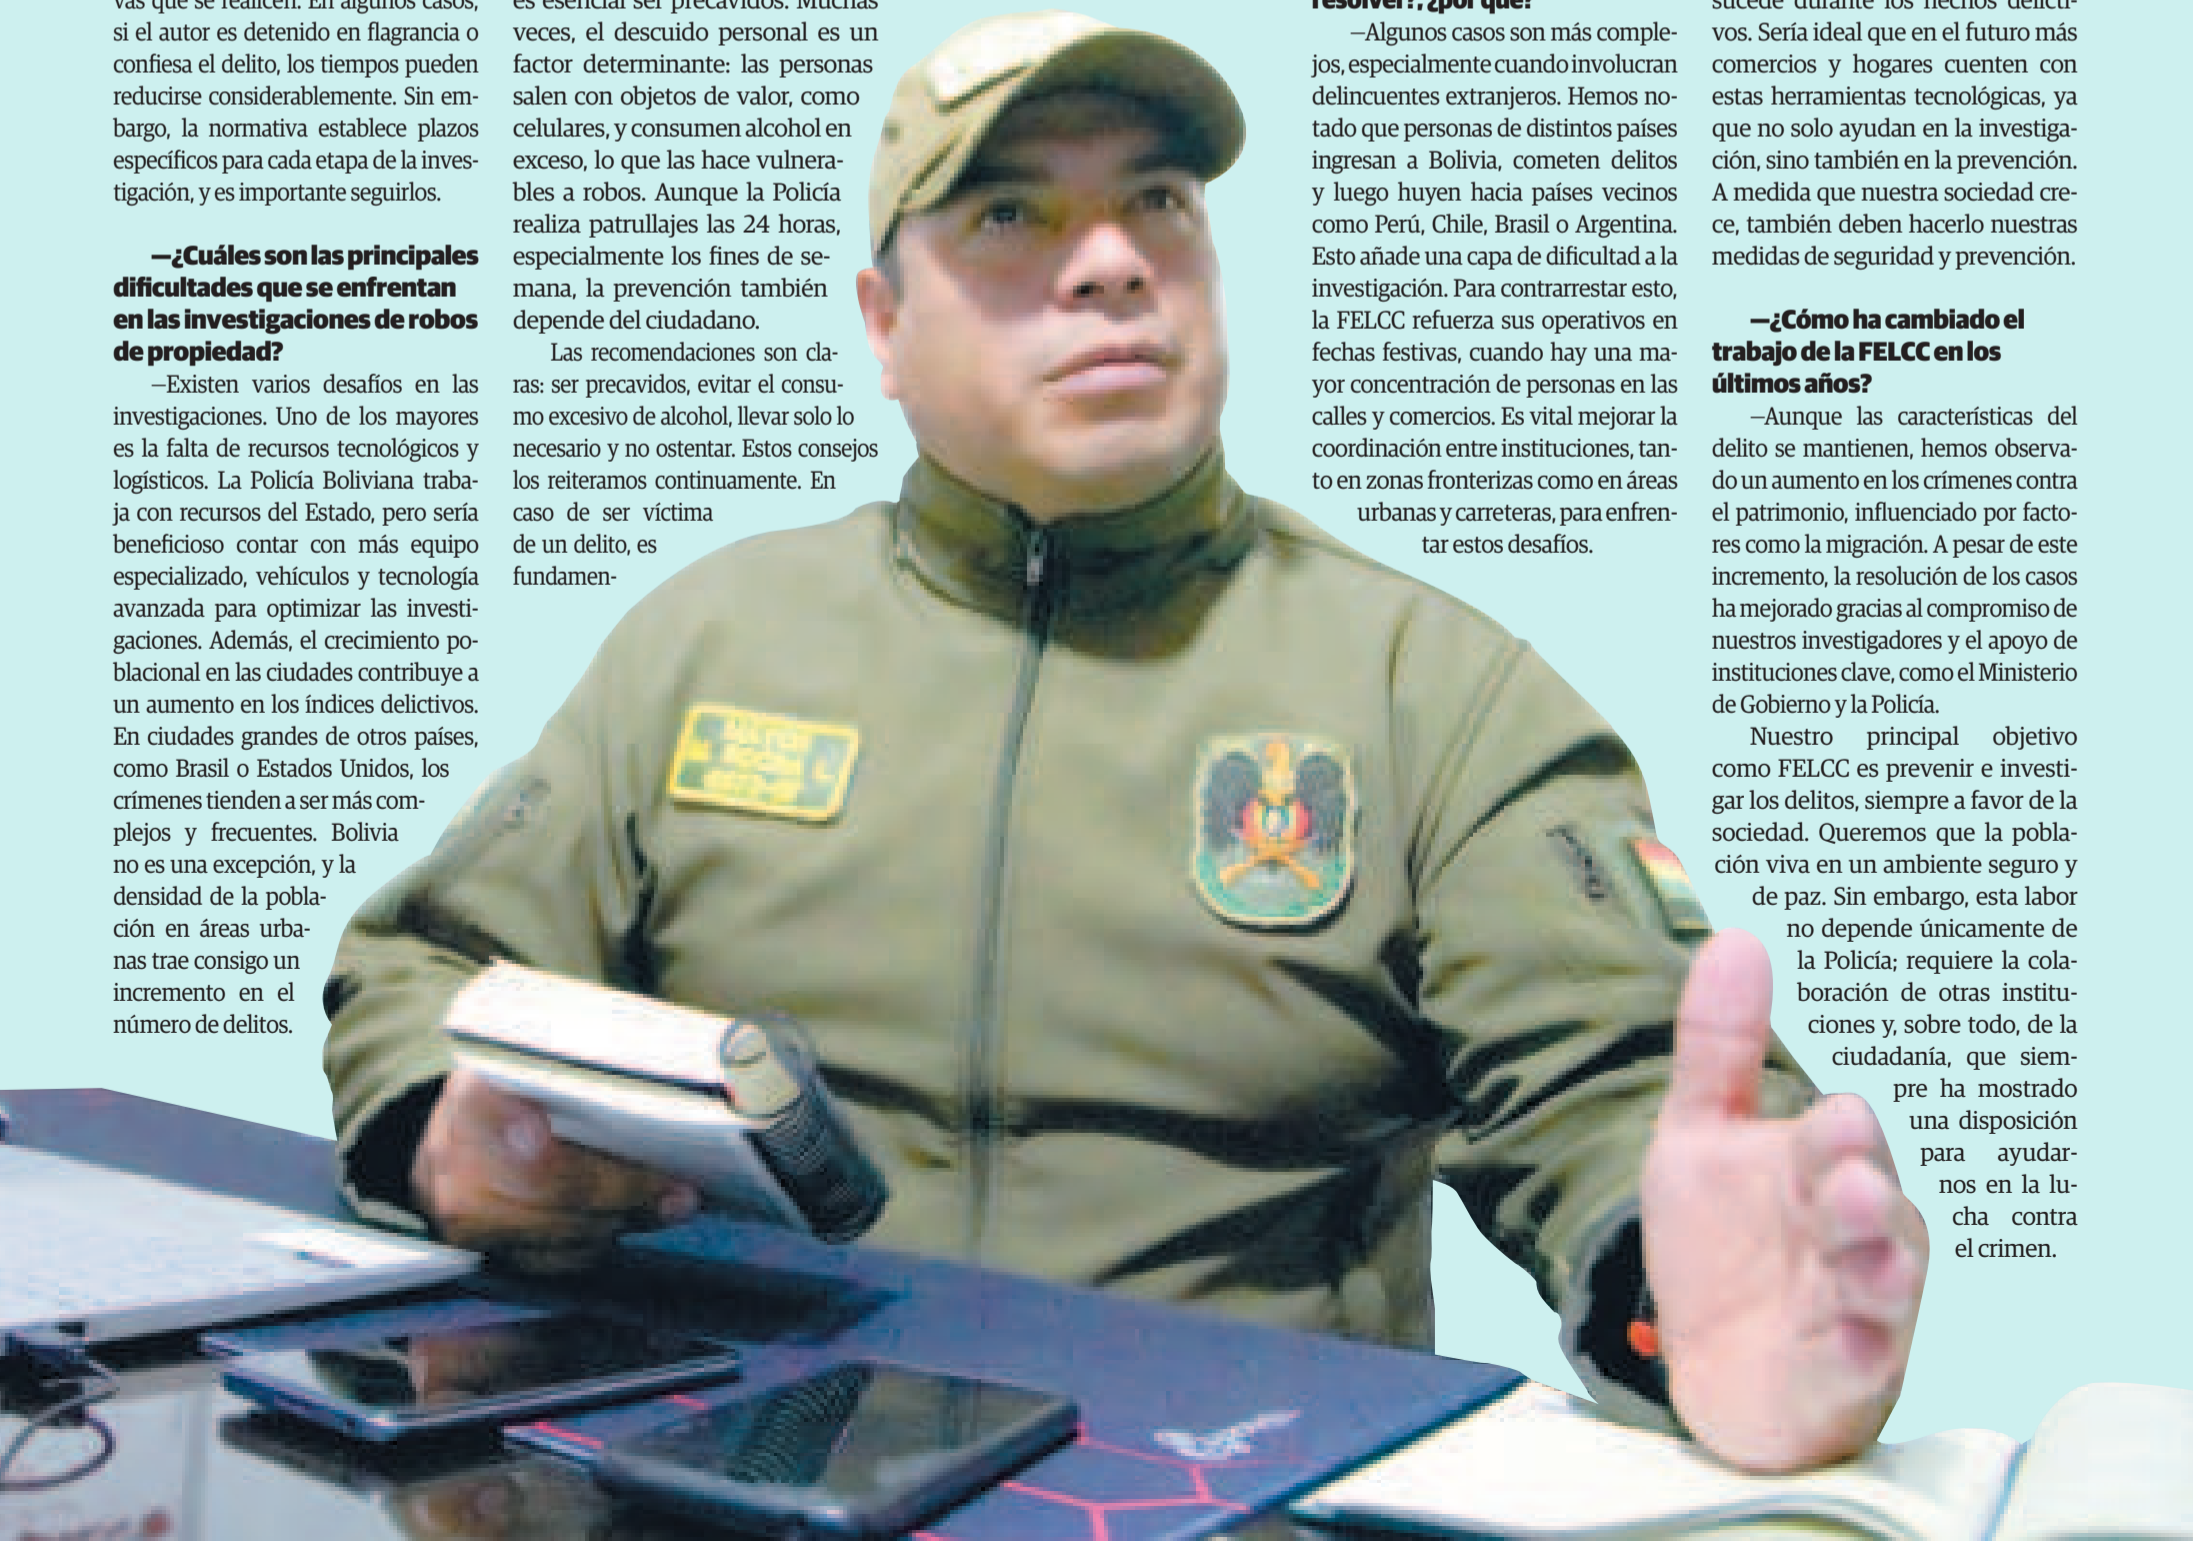 vas que se realicen. En algunos casos,
si el autor es detenido en flagrancia o
confiesa el delito, los tiempos pueden
reducirse considerablemente. Sin em-
bargo, la normativa establece plazos
específicos para cada etapa de la inves-
tigación, y es importante seguirlos.
—¿Cuáles son las principales
dificultades que se enfrentan
en las investigaciones de robos
de propiedad?
—Existen varios desafíos en las
investigaciones. Uno de los mayores
es la falta de recursos tecnológicos y
logísticos. La Policía Boliviana traba-
ja con recursos del Estado, pero sería
beneficioso contar con más equipo
especializado, vehículos y tecnología
avanzada para optimizar las investi-
gaciones. Además, el crecimiento po-
blacional en las ciudades contribuye a
un aumento en los índices delictivos.
En ciudades grandes de otros países,
como Brasil o Estados Unidos, los
crímenes tienden a ser más com-
plejos y frecuentes. Bolivia
no es una excepción, y la
densidad de la pobla-
ción en áreas urba-
nas trae consigo un
incremento en el
número de delitos.
es esencial ser precavidos. Muchas
veces, el descuido personal es un
factor determinante: las personas
salen con objetos de valor, como
celulares, y consumen alcohol en
exceso, lo que las hace vulnera-
bles a robos. Aunque la Policía
realiza patrullajes las 24 horas,
especialmente los fines de se-
mana, la prevención también
depende del ciudadano.
Las recomendaciones son cla-
ras: ser precavidos, evitar el consu-
mo excesivo de alcohol, llevar solo lo
necesario y no ostentar. Estos consejos
los reiteramos continuamente. En
caso de ser víctima
de un delito, es
fundamen-
resolver?, ¿por qué?
—Algunos casos son más comple-
jos, especialmente cuando involucran
delincuentes extranjeros. Hemos no-
tado que personas de distintos países
ingresan a Bolivia, cometen delitos
y luego huyen hacia países vecinos
como Perú, Chile, Brasil o Argentina.
Esto añade una capa de dificultad a la
investigación. Para contrarrestar esto,
la FELCC refuerza sus operativos en
fechas festivas, cuando hay una ma-
yor concentración de personas en las
calles y comercios. Es vital mejorar la
coordinación entre instituciones, tan-
to en zonas fronterizas como en áreas
urbanas y carreteras, para enfren-
tar estos desafíos.
sucede durante los hechos delicti-
vos. Sería ideal que en el futuro más
comercios y hogares cuenten con
estas herramientas tecnológicas, ya
que no solo ayudan en la investiga-
ción, sino también en la prevención.
A medida que nuestra sociedad cre-
ce, también deben hacerlo nuestras
medidas de seguridad y prevención.
—¿Cómo ha cambiado el
trabajo de la FELCC en los
últimos años?
—Aunque las características del
delito se mantienen, hemos observa-
do un aumento en los crímenes contra
el patrimonio, influenciado por facto-
res como la migración. A pesar de este
incremento, la resolución de los casos
ha mejorado gracias al compromiso de
nuestros investigadores y el apoyo de
instituciones clave, como el Ministerio
de Gobierno y la Policía.
Nuestro principal objetivo
como FELCC es prevenir e investi-
gar los delitos, siempre a favor de la
sociedad. Queremos que la pobla-
ción viva en un ambiente seguro y
de paz. Sin embargo, esta labor
no depende únicamente de
la Policía; requiere la cola-
boración de otras institu-
ciones y, sobre todo, de la
ciudadanía, que siem-
pre ha mostrado
una disposición
para ayudar-
nos en la lu-
cha contra
el crimen.